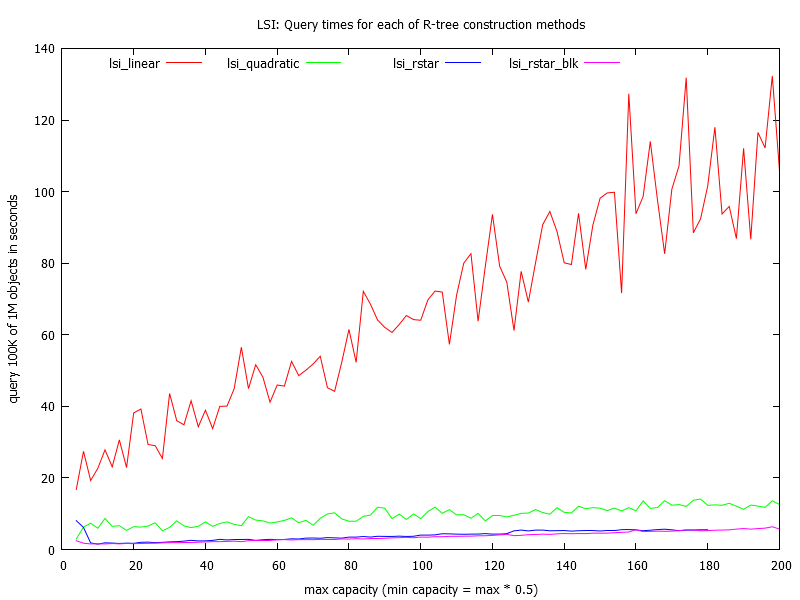 LSI: Query times for each of R-tree construction methods
lsi_linear lsi_quadratic lsi_rstar lsi_rstar_blk
140
120
100
80
60
40
20
0
query 100K of 1M objects in seconds
0 20 40 60 80 100 120 140 160 180 200
max capacity (min capacity = max * 0.5)